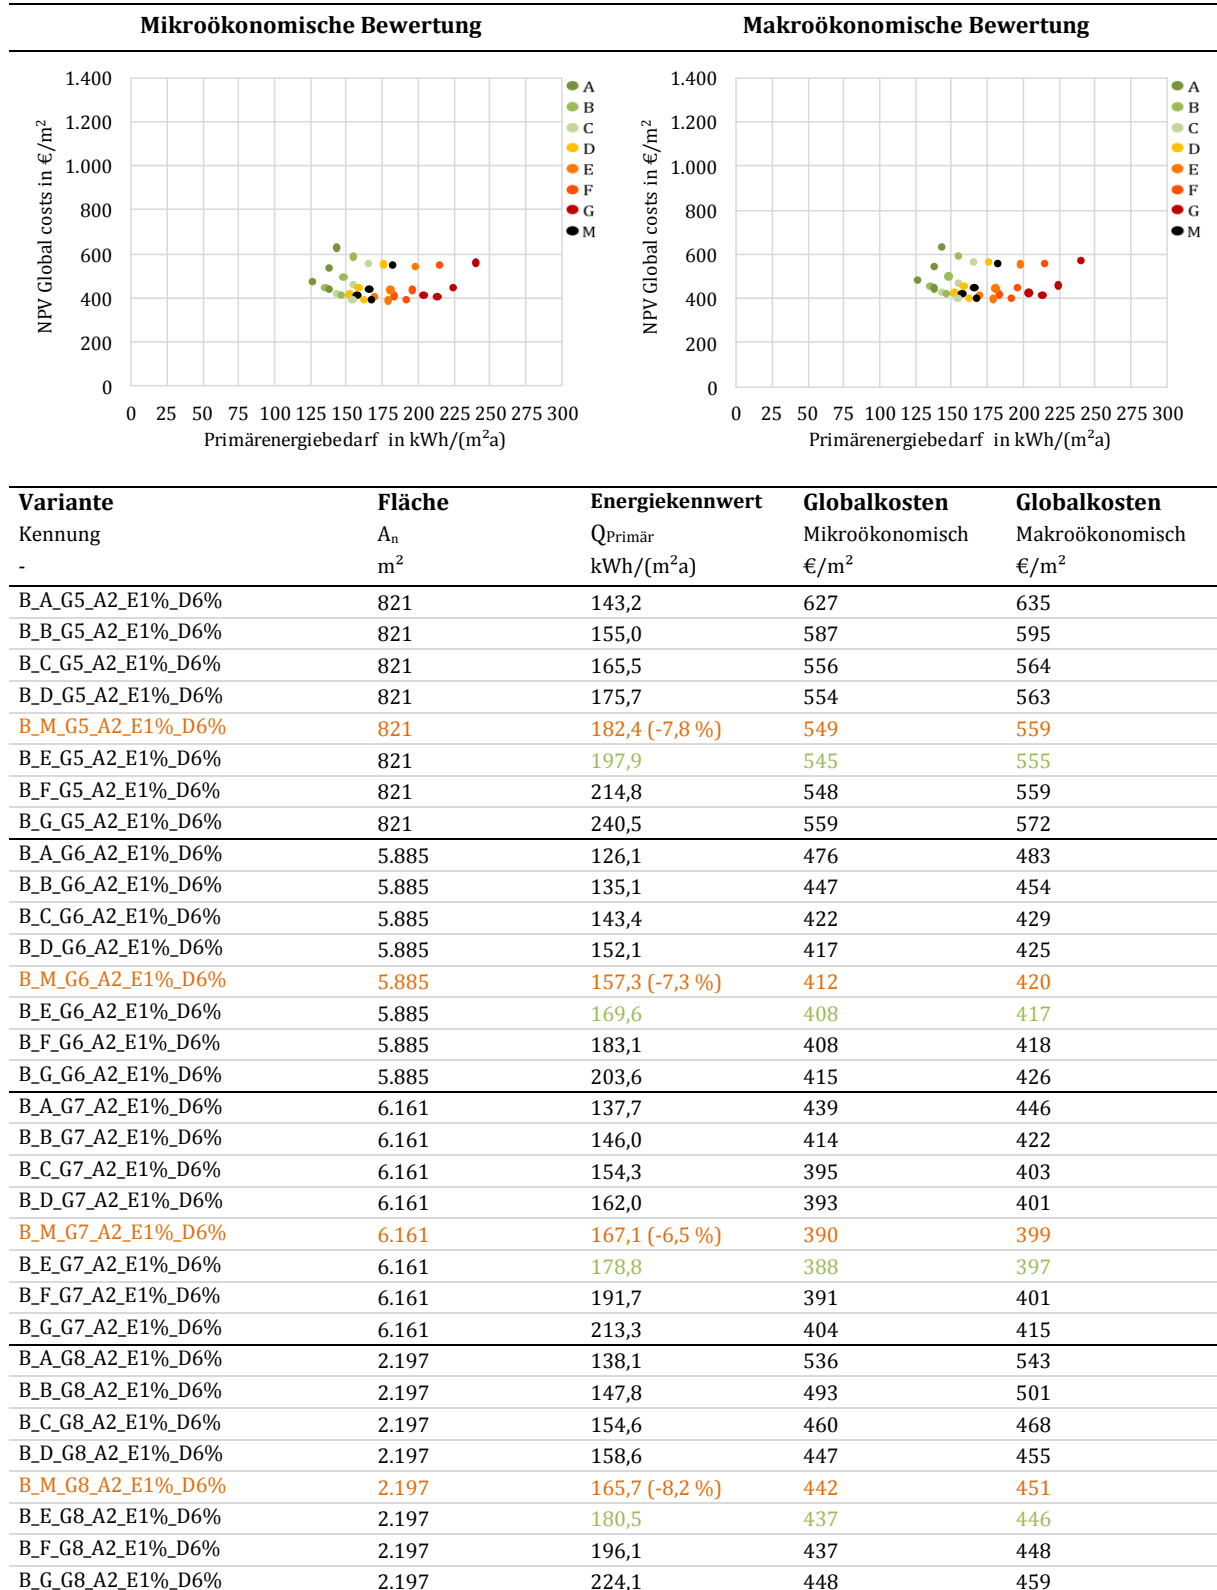 Mikroökonomische Bewertung Makroökonomische Bewertung
NPV Global costs in €/m²
1.400
1.200
1.000
800
600
400
200
0
0 25 50 75 100 125 150 175 200 225 250 275 300
Primärenergiebedarf in kWh/(m²a)
A
B
C
D
E
F
G
M
NPV Global costs in €/m²
1.400
1.200
1.000
800
600
400
200
0
0 25 50 75 100 125 150 175 200 225 250 275 300
Primärenergiebedarf in kWh/(m²a)
A
B
C
D
E
F
G
M
Variante Fläche Energiekennwert Globalkosten Globalkosten
Kennung An QPrimär Mikroökonomisch Makroökonomisch
- m² kWh/(m²a) €/m² €/m²
B_A_G5_A2_E1%_D6% 821 143,2 627 635
B_B_G5_A2_E1%_D6% 821 155,0 587 595
B_C_G5_A2_E1%_D6% 821 165,5 556 564
B_D_G5_A2_E1%_D6% 821 175,7 554 563
B_M_G5_A2_E1%_D6% 821 182,4 (-7,8 %) 549 559
B_E_G5_A2_E1%_D6% 821 197,9 545 555
B_F_G5_A2_E1%_D6% 821 214,8 548 559
B_G_G5_A2_E1%_D6% 821 240,5 559 572
B_A_G6_A2_E1%_D6% 5.885 126,1 476 483
B_B_G6_A2_E1%_D6% 5.885 135,1 447 454
B_C_G6_A2_E1%_D6% 5.885 143,4 422 429
B_D_G6_A2_E1%_D6% 5.885 152,1 417 425
B_M_G6_A2_E1%_D6% 5.885 157,3 (-7,3 %) 412 420
B_E_G6_A2_E1%_D6% 5.885 169,6 408 417
B_F_G6_A2_E1%_D6% 5.885 183,1 408 418
B_G_G6_A2_E1%_D6% 5.885 203,6 415 426
B_A_G7_A2_E1%_D6% 6.161 137,7 439 446
B_B_G7_A2_E1%_D6% 6.161 146,0 414 422
B_C_G7_A2_E1%_D6% 6.161 154,3 395 403
B_D_G7_A2_E1%_D6% 6.161 162,0 393 401
B_M_G7_A2_E1%_D6% 6.161 167,1 (-6,5 %) 390 399
B_E_G7_A2_E1%_D6% 6.161 178,8 388 397
B_F_G7_A2_E1%_D6% 6.161 191,7 391 401
B_G_G7_A2_E1%_D6% 6.161 213,3 404 415
B_A_G8_A2_E1%_D6% 2.197 138,1 536 543
B_B_G8_A2_E1%_D6% 2.197 147,8 493 501
B_C_G8_A2_E1%_D6% 2.197 154,6 460 468
B_D_G8_A2_E1%_D6% 2.197 158,6 447 455
B_M_G8_A2_E1%_D6% 2.197 165,7 (-8,2 %) 442 451
B_E_G8_A2_E1%_D6% 2.197 180,5 437 446
B_F_G8_A2_E1%_D6% 2.197 196,1 437 448
B_G_G8_A2_E1%_D6% 2.197 224,1 448 459